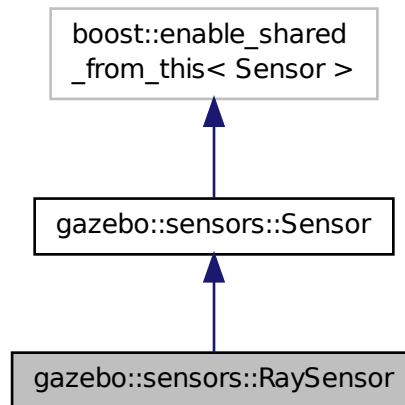 boost::enable_shared
_from_this< Sensor >
gazebo::sensors::Sensor
gazebo::sensors::RaySensor